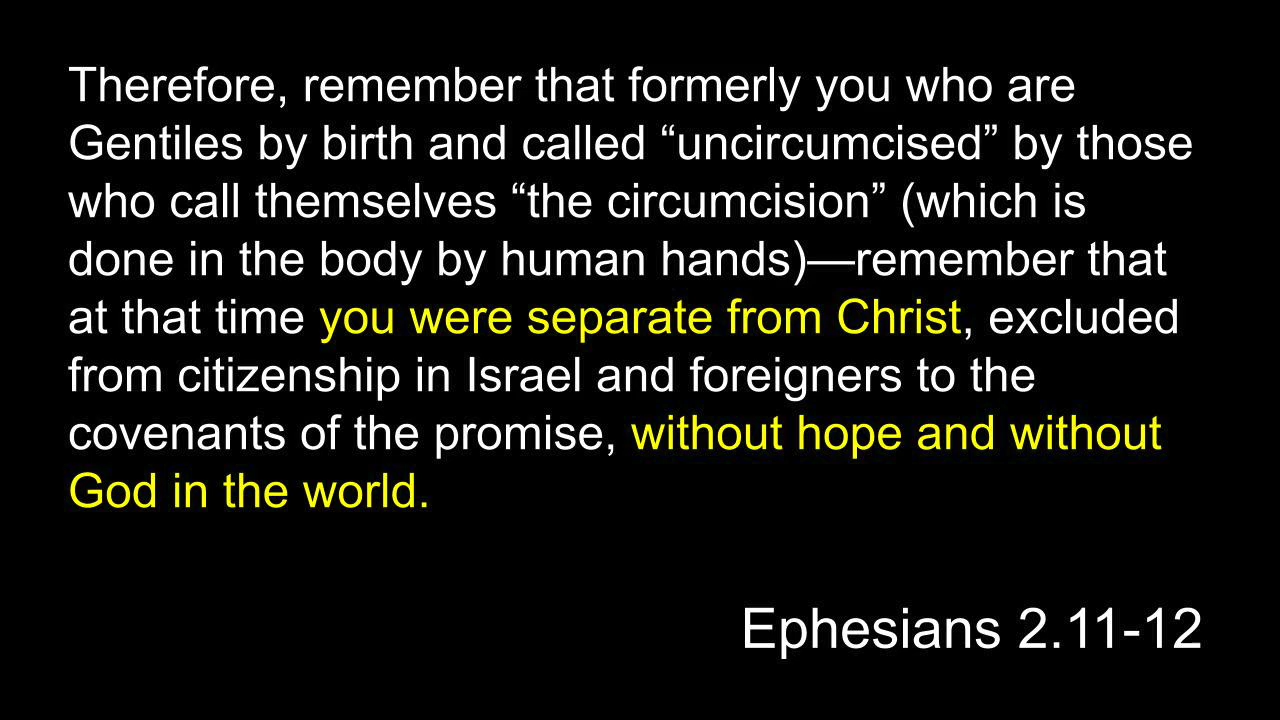 Therefore, remember that formerly you who are
Gentiles by birth and called “uncircumcised” by those
who call themselves “the circumcision” (which is
done in the body by human hands)—remember that
at that time you were separate from Christ, excluded
from citizenship in Israel and foreigners to the
covenants of the promise, without hope and without
God in the world.
Ephesians 2.11-12